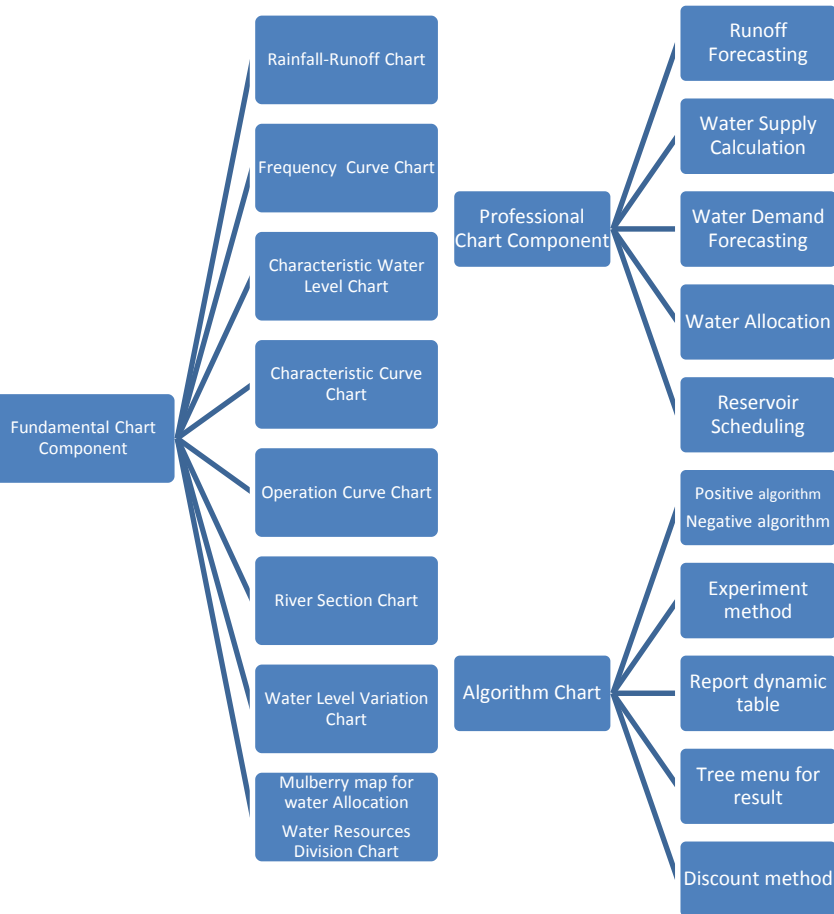 Fundamental Chart
Component
Rainfall-Runoff Chart
Frequency Curve Chart
Characteristic Water
Level Chart
Characteristic Curve
Chart
Operation Curve Chart
River Section Chart
Water Level Variation
Chart
Mulberry map for
water Allocation
Water Resources
Division Chart
Professional
Chart Component
Runoff
Forecasting
Water Supply
Calculation
Water Demand
Forecasting
Water Allocation
Reservoir
Scheduling
Algorithm Chart
Positive algorithm
Negative algorithm
Experiment
method
Report dynamic
table
Tree menu for
result
Discount method